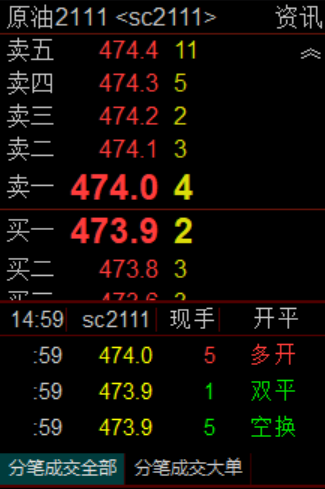 原油2111 <sc2111> 资讯
卖五 474.4 11
卖四 474.3 5
卖三 474.2 2
卖二 474.1 3
卖一 474.0 4
买一 473.9 2
买二 473.8 3
14:59 sc2111 现手 开平
:59 474.0 5 多开
:59 473.9 1 双平
:59 473.9 5 空换
分笔成交全部 分笔成交大单